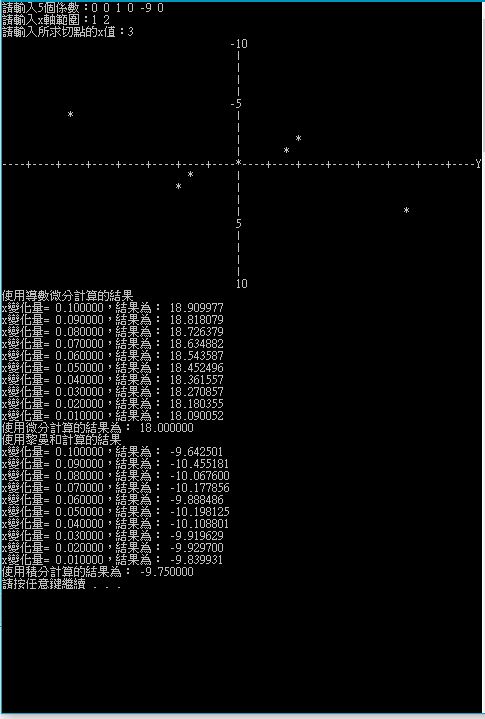 請輸入5個係數：0 0 1 0 -9 0
請輸入x軸範圍：1 2
請輸入所求切點的x值：3
-10
-5
----+----+----+----+----+----+----+----+----+---Y
5
10
使用導數微分計算的結果
x變化量= 0.100000，結果為： 18.909977
x變化量= 0.090000，結果為： 18.818079
x變化量= 0.080000，結果為： 18.726379
x變化量= 0.070000，結果為： 18.634882
x變化量= 0.060000，結果為： 18.543587
x變化量= 0.050000，結果為： 18.452496
x變化量= 0.040000，結果為： 18.361557
x變化量= 0.030000，結果為： 18.270857
x變化量= 0.020000，結果為： 18.180355
x變化量= 0.010000，結果為： 18.090052
使用微分計算的結果為： 18.000000
使用黎曼和計算的結果
x變化量= 0.100000，結果為： -9.642501
x變化量= 0.090000，結果為： -10.455181
x變化量= 0.080000，結果為： -10.067600
x變化量= 0.070000，結果為： -10.177856
x變化量= 0.060000，結果為： -9.888486
x變化量= 0.050000，結果為： -10.198125
x變化量= 0.040000，結果為： -10.108801
x變化量= 0.030000，結果為： -9.919629
x變化量= 0.020000，結果為： -9.929700
x變化量= 0.010000，結果為： -9.839931
使用積分計算的結果為： -9.750000
請按任意鍵繼續 . . .